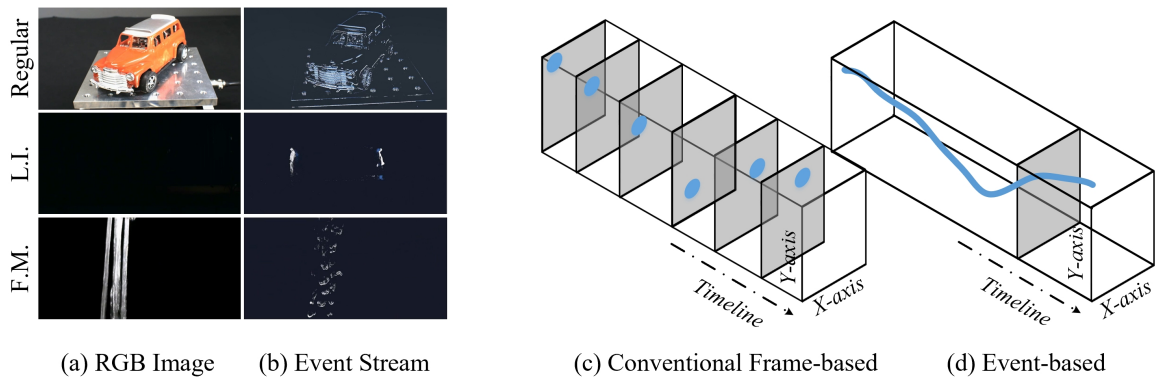 Regular
L.I.
F.M.
(a) RGB Image
(b) Event Stream
Timeline
X-axis
Y-axis
(c) Conventional Frame-based
Timeline
X-axis
Y-axis
(d) Event-based